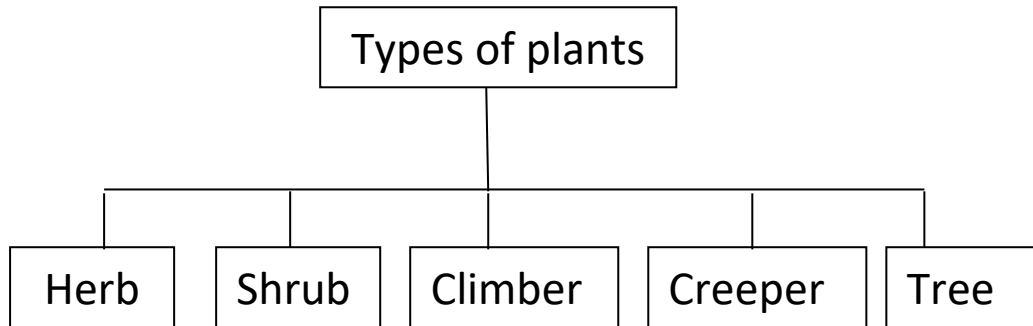 Types of plants
Herb
Shrub
Climber
Creeper
Tree